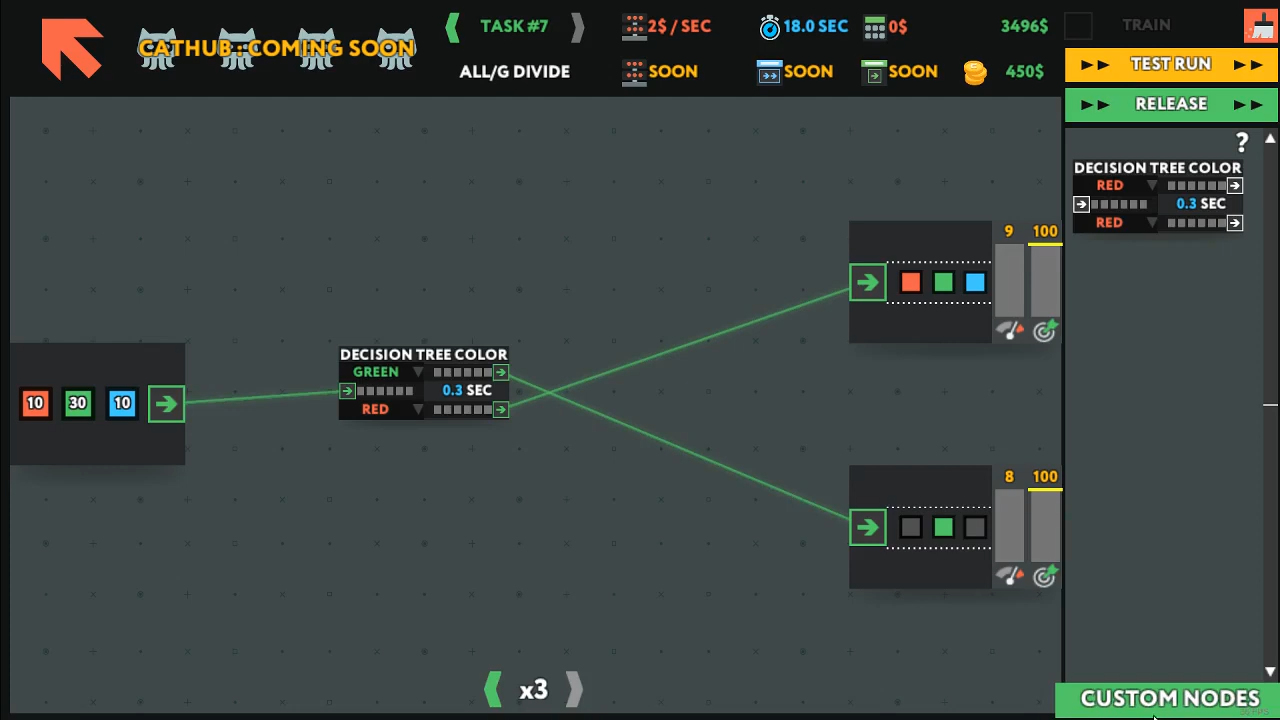 CATHUB : COMING SOON
TASK #7
ALL/G DIVIDE
2$ / SEC
18.0 SEC
0$
3496$
SOON
SOON
SOON
450$
TRAIN
TEST RUN
RELEASE
?
DECISION TREE COLOR
RED
0.3 SEC
RED
9 100
10 30 10
DECISION TREE COLOR
GREEN
0.3 SEC
RED
8 100
x3
CUSTOM NODES